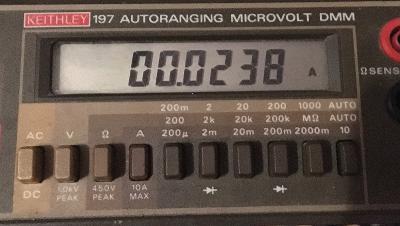 KEITHLEY 197 AUTORANGING MICROVOLT DMM
00.0238 A
Ω SENS
200m 2 20 200 1000 AUTO
AC V Ω A 200 2k 20k 200k MΩ AUTO
200µ 2m 20m 200m 2000m 10
DC 1.0kV PEAK 450V PEAK 10A MAX